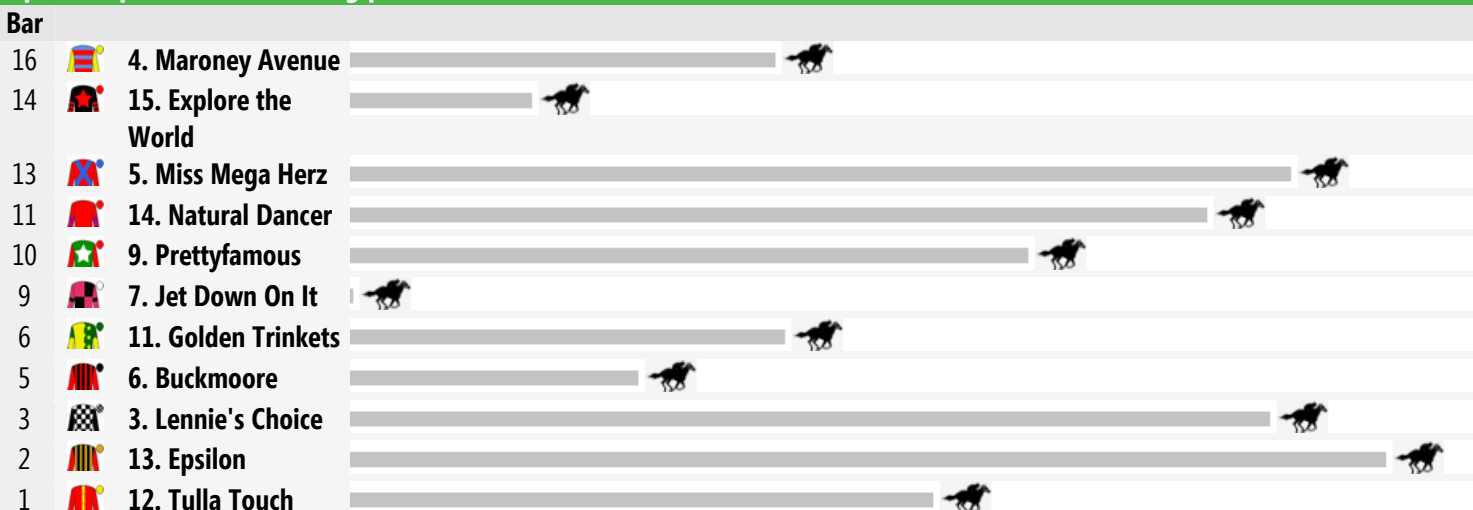 Bar
16 4. Maroney Avenue
14 15. Explore the
World
13 5. Miss Mega Herz
11 14. Natural Dancer
10 9. Prettyfamous
9 7. Jet Down On It
6 11. Golden Trinkets
5 6. Buckmoore
3 3. Lennie's Choice
2 13. Epsilon
1 12. Tulla Touch